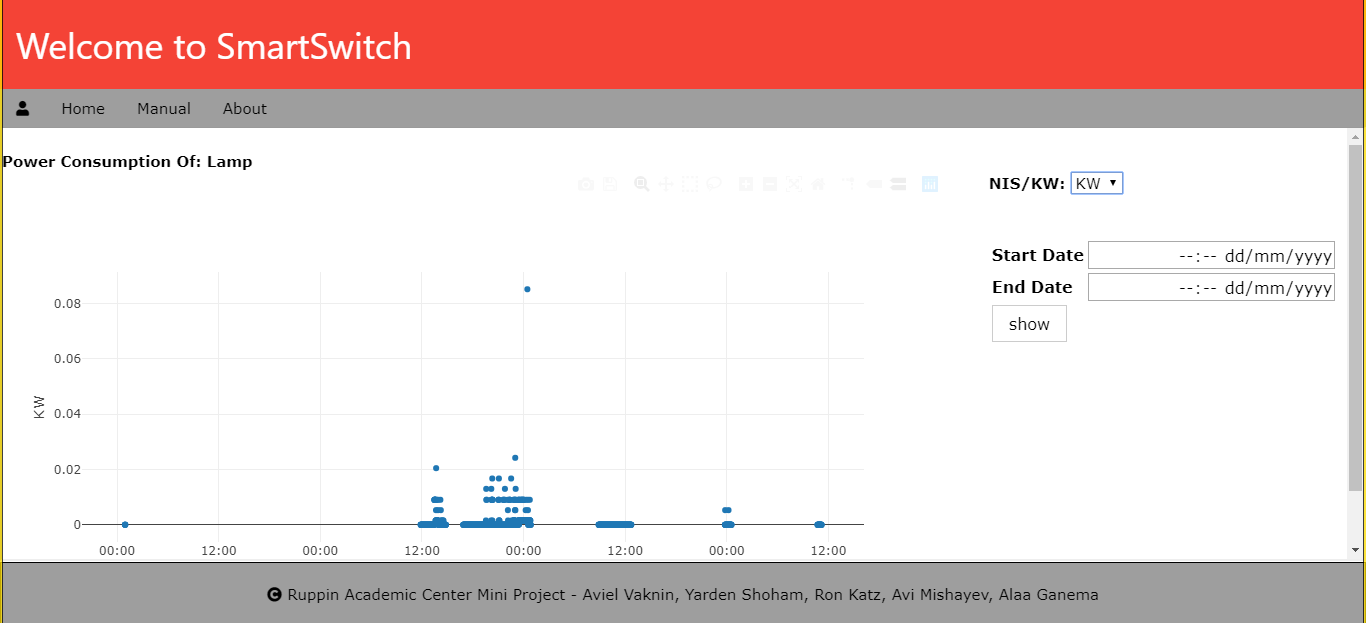 Welcome to SmartSwitch
Home Manual About
Power Consumption Of: Lamp
NIS/KW: KW
Start Date --:-- dd/mm/yyyy
End Date --:-- dd/mm/yyyy
show
KW
0.08
0.06
0.04
0.02
0
00:00 12:00 00:00 12:00 00:00 12:00 00:00 12:00
Ruppin Academic Center Mini Project - Aviel Vaknin, Yarden Shoham, Ron Katz, Avi Mishayev, Alaa Ganema